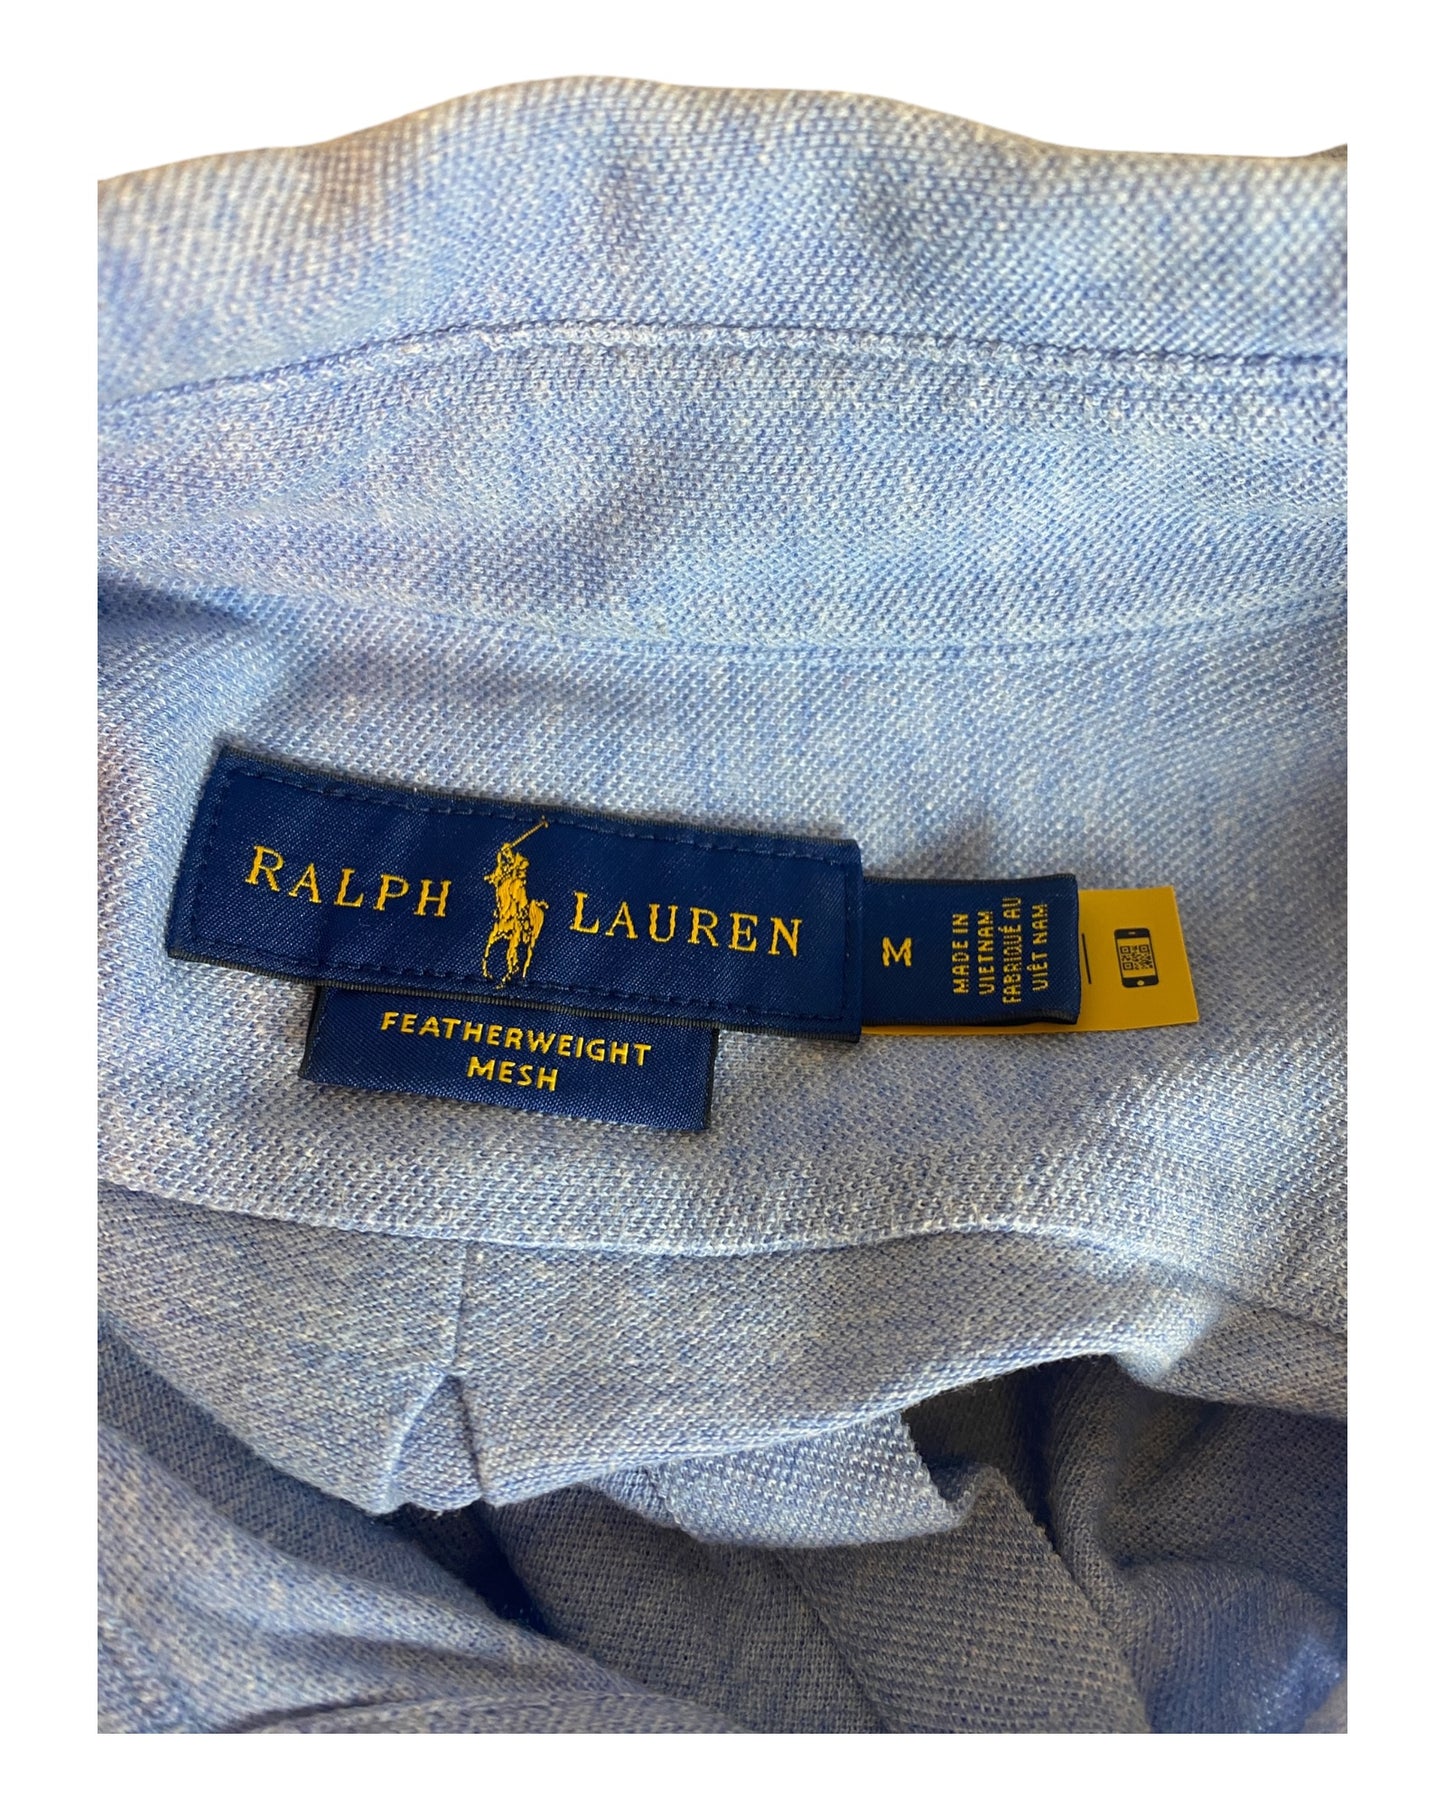 RALPH LAUREN
FEATHERWEIGHT
MESH
M
MADE IN
VIETNAM
FABRIQUÉ AU
VIÊT NAM